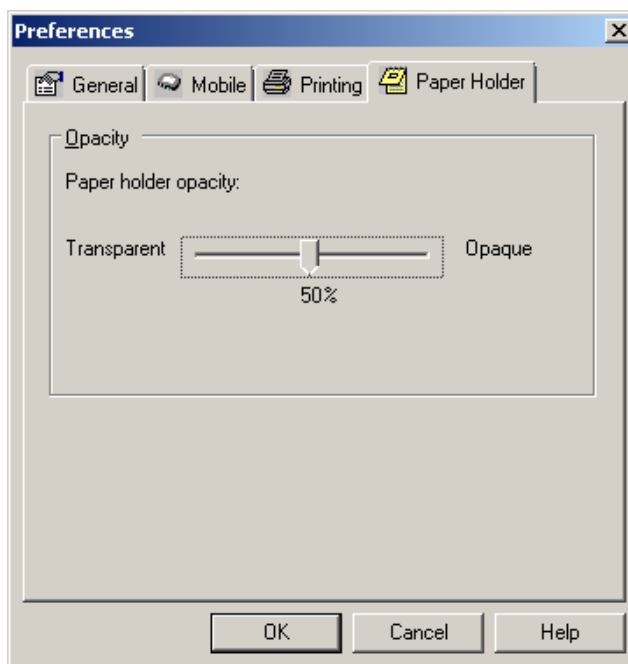 Preferences
General Mobile Printing Paper Holder
Opacity
Paper holder opacity:
Transparent Opaque
50%
OK Cancel Help